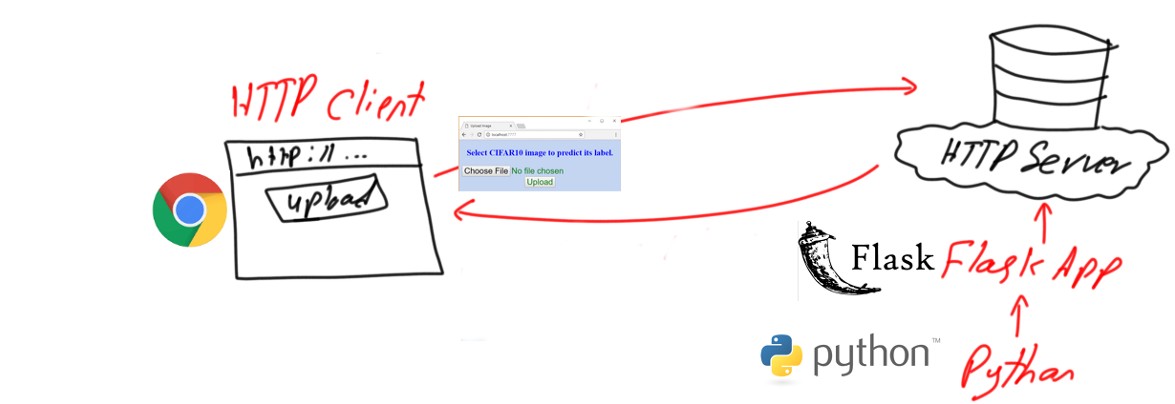 HTTP Client
http://...
upload
Upload Image
localhost:7777
Select CIFAR10 image to predict its label.
Choose File No file chosen
Upload
HTTP Server
Flask Flask App
python™ Python